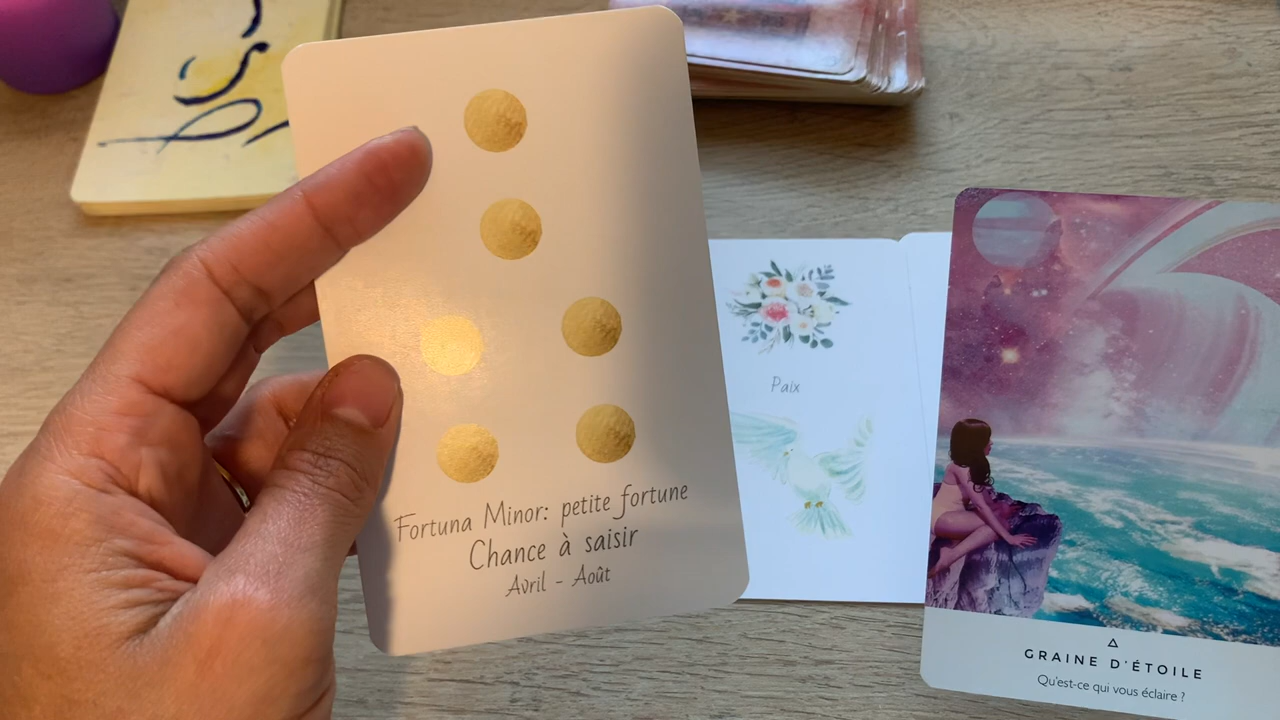 Fortuna Minor: petite fortune
Chance à saisir
Avril - Août
Paix
GRAINE D'ÉTOILE
Qu'est-ce qui vous éclaire ?